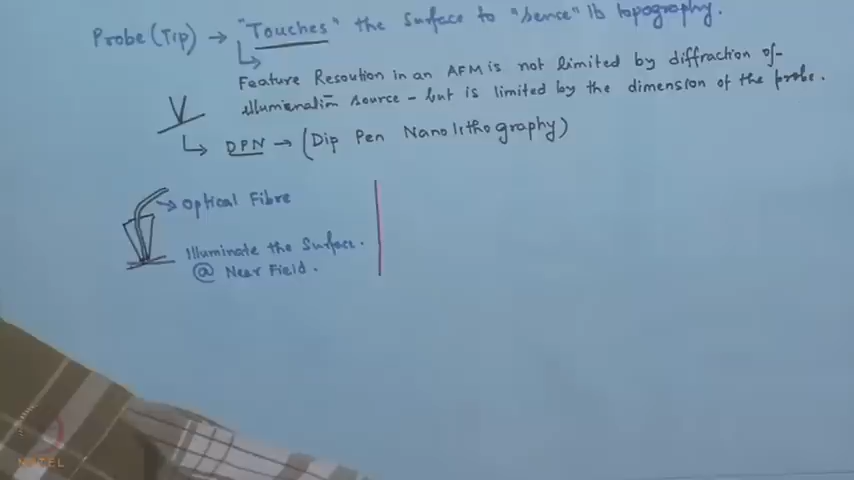 Probe (Tip) → "Touches" the surface to "sence" its topography.
Feature Resoution in an AFM is not limited by diffraction of
illumination source - but is limited by the dimension of the probe.
DPN → (Dip Pen Nanolithography)
→ Optical Fibre
Illuminate the Surface.
@ Near Field.
NPTEL